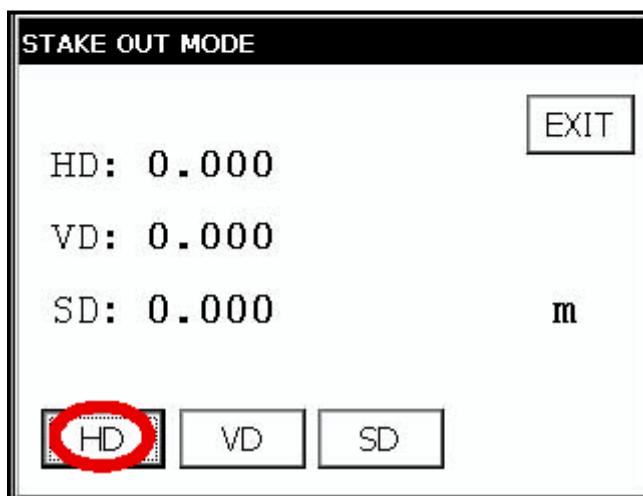 STAKE OUT MODE
EXIT
HD: 0.000
VD: 0.000
SD: 0.000 m
HD VD SD